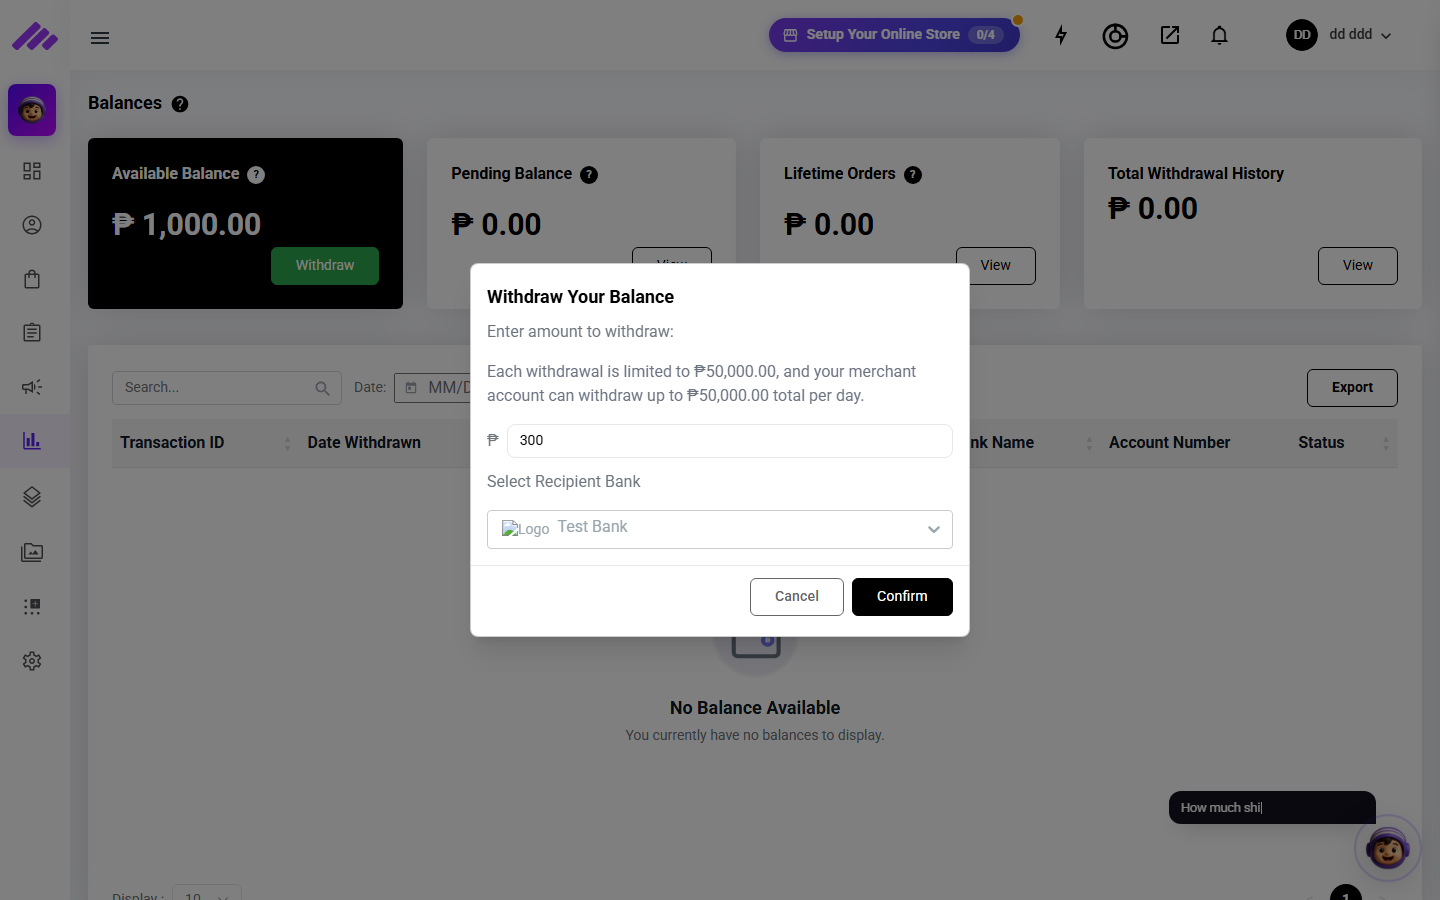 Setup Your Online Store 0/4
DD dd ddd
Balances ?
Available Balance ?
₱ 1,000.00
Withdraw
Pending Balance ?
₱ 0.00
Lifetime Orders ?
₱ 0.00
View
Total Withdrawal History
₱ 0.00
View
Search...
Date: MM/D
Export
Transaction ID Date Withdrawn nk Name Account Number Status
Withdraw Your Balance
Enter amount to withdraw:
Each withdrawal is limited to ₱50,000.00, and your merchant
account can withdraw up to ₱50,000.00 total per day.
₱ 300
Select Recipient Bank
Logo Test Bank
Cancel Confirm
No Balance Available
You currently have no balances to display.
How much shi
Display : 10
1